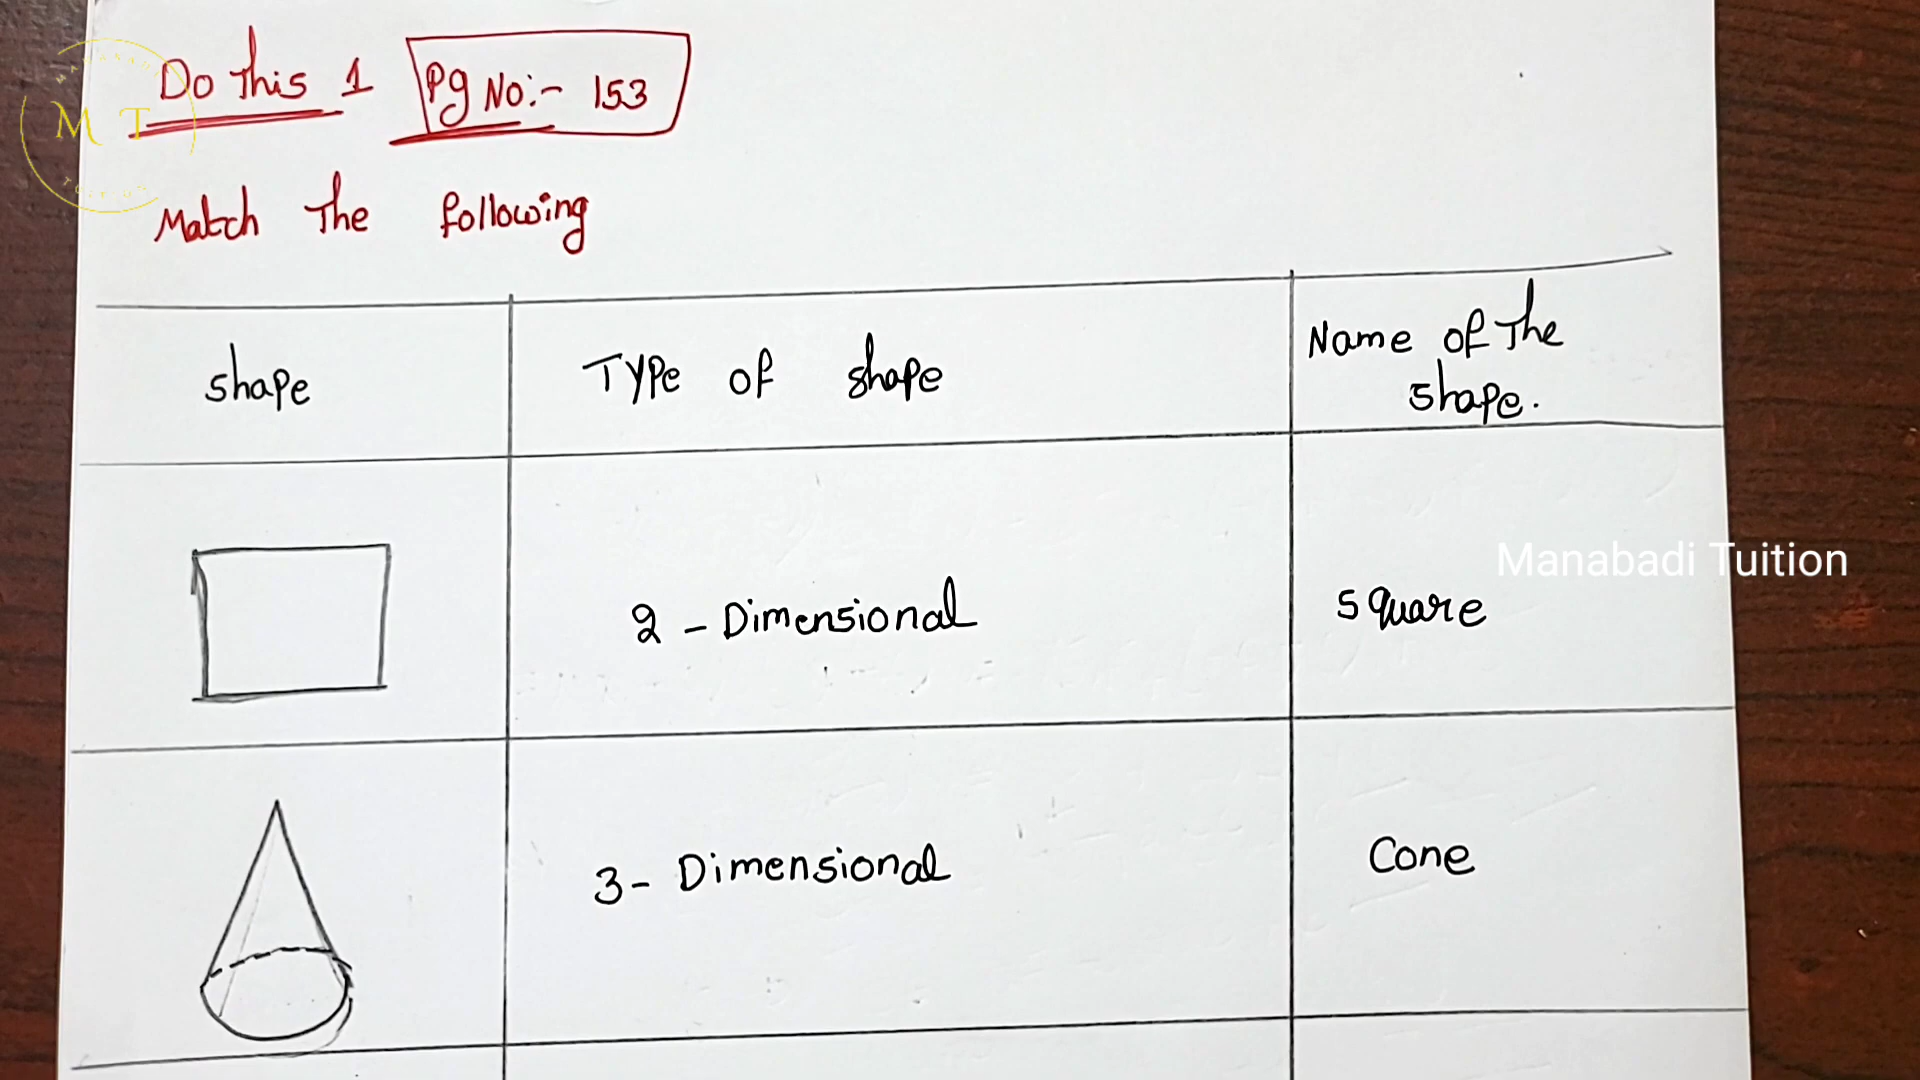 Do This 1 Pg No:- 153
M T
Match The following
shape Type of shape Name of The
shape.
Manabadi Tuition
2 - Dimensional square
3 - Dimensional Cone